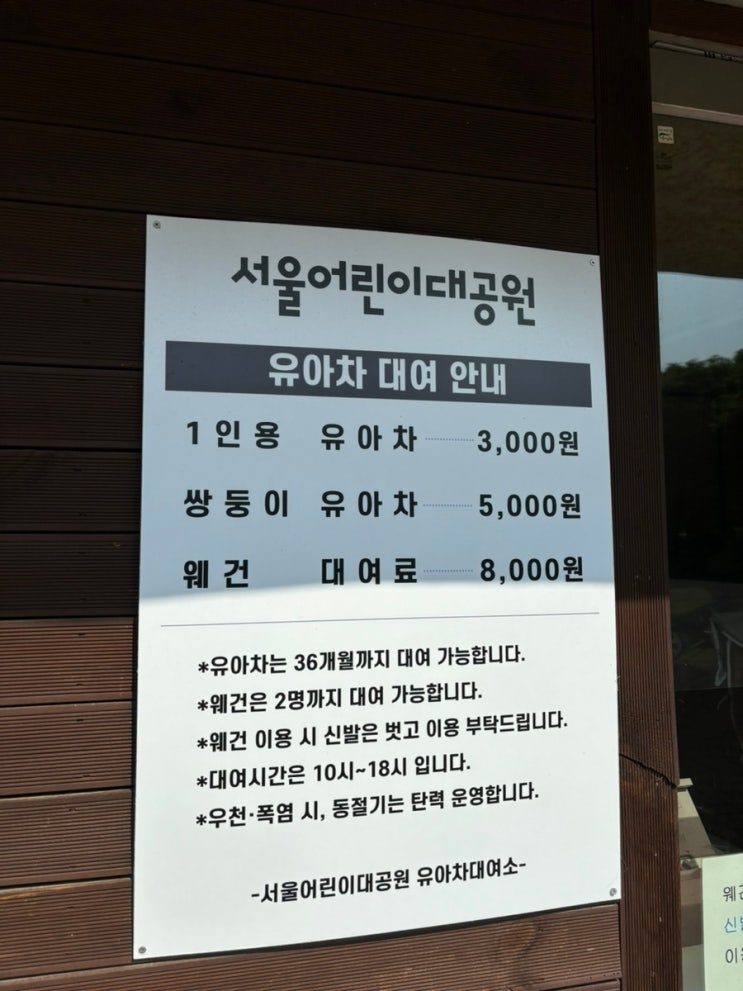 서울어린이대공원
유아차 대여 안내
1인용 유아차 3,000원
쌍둥이 유아차 5,000원
웨건 대여료 8,000원
*유아차는 36개월까지 대여 가능합니다.
*웨건은 2명까지 대여 가능합니다.
*웨건 이용 시 신발은 벗고 이용 부탁드립니다.
*대여시간은 10시~18시 입니다.
*우천·폭염 시, 동절기는 탄력 운영합니다.
-서울어린이대공원 유아차대여소-